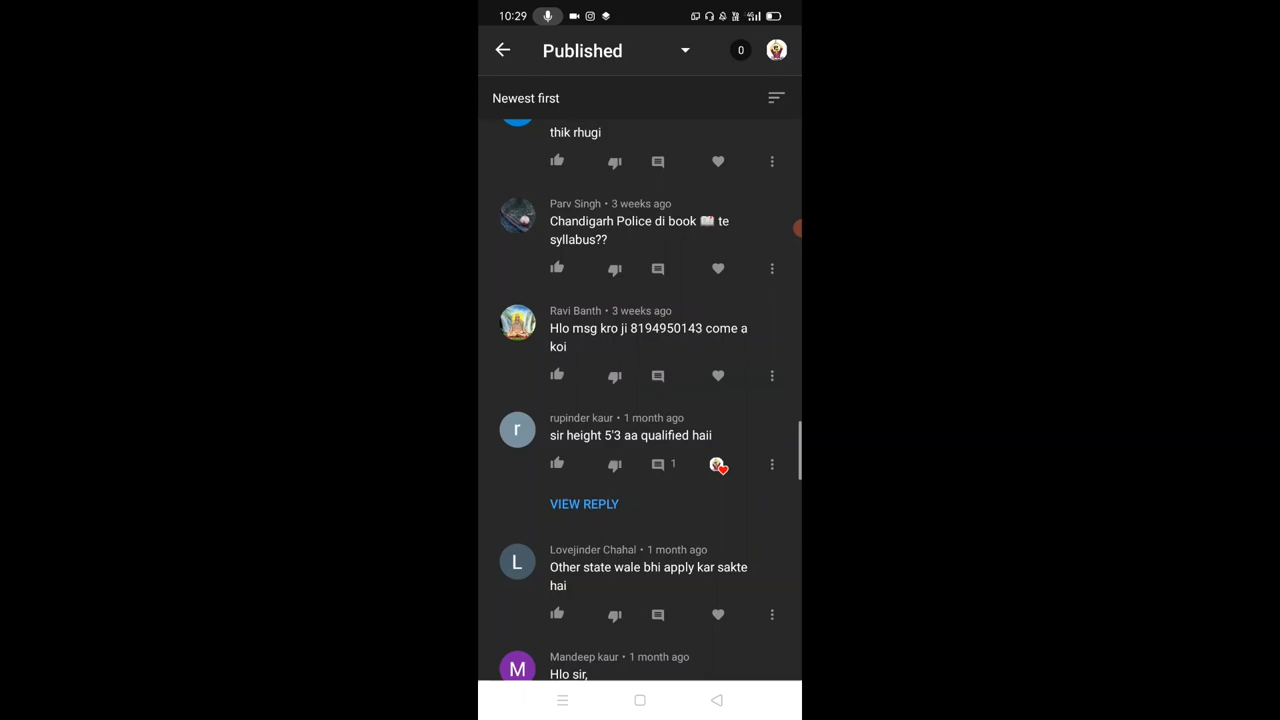 10:29
Published
0
Newest first
thik rhugi
Parv Singh • 3 weeks ago
Chandigarh Police di book 📖 te
syllabus??
Ravi Banth • 3 weeks ago
Hlo msg kro ji 8194950143 come a
koi
r
rupinder kaur • 1 month ago
sir height 5'3 aa qualified haii
1
VIEW REPLY
L
Lovejinder Chahal • 1 month ago
Other state wale bhi apply kar sakte
hai
M
Mandeep kaur • 1 month ago
Hlo sir,